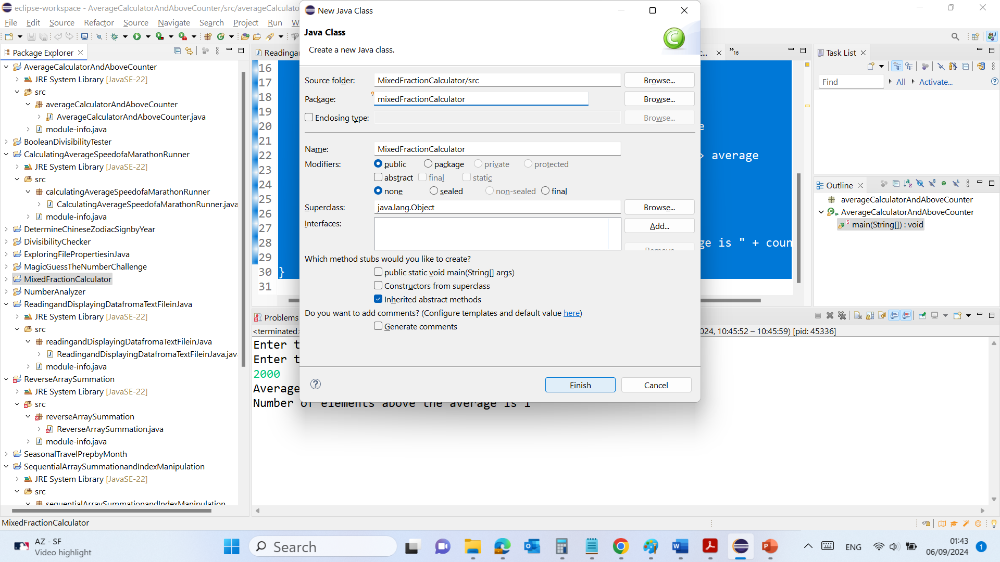 eclipse-workspace - AverageCalculatorAndAboveCounter/src/averageCalculato
File Edit Source Refactor Source Navigate Search Project Run W
Package Explorer
AverageCalculatorAndAboveCounter
JRE System Library [JavaSE-22]
src
averageCalculatorAndAboveCounter
AverageCalculatorAndAboveCounter.java
module-info.java
BooleanDivisibilityTester
CalculatingAverageSpeedofaMarathonRunner
JRE System Library [JavaSE-22]
src
calculatingAverageSpeedofaMarathonRunner
CalculatingAverageSpeedofaMarathonRunner.java
module-info.java
DetermineChineseZodiacSignbyYear
DivisibilityChecker
ExploringFilePropertiesinJava
MagicGuessTheNumberChallenge
MixedFractionCalculator
NumberAnalyzer
ReadingandDisplayingDatafromaTextFileinJava
JRE System Library [JavaSE-22]
src
readingandDisplayingDatafromaTextFileinJava
ReadingandDisplayingDatafromaTextFileinJava.jav
module-info.java
ReverseArraySummation
JRE System Library [JavaSE-22]
src
reverseArraySummation
ReverseArraySummation.java
module-info.java
SeasonalTravelPrepbyMonth
SequentialArraySummationandIndexManipulation
JRE System Library [JavaSE-22]
src
sequentialArraySummationandIndexManipulation
MixedFractionCalculator
Readingan
c...
»16
16
17
18
19
20
21
22
23
24
25
26
27
28
29
30 }
31
e
> average
ge is " + coun
New Java Class
Java Class
Create a new Java class.
Source folder: MixedFractionCalculator/src Browse...
Package: mixedFractionCalculator Browse...
Enclosing type: Browse...
Name: MixedFractionCalculator
Modifiers: public package private protected
abstract final static
none sealed non-sealed final
Superclass: java.lang.Object Browse...
Interfaces: Add...
Remove
Which method stubs would you like to create?
public static void main(String[] args)
Constructors from superclass
Inherited abstract methods
Do you want to add comments? (Configure templates and default value here)
Generate comments
Finish Cancel
Problems
<terminated> 024, 10:45:52 – 10:45:59) [pid: 45336]
Enter t
Enter t
2000
Average
Number of elements above the average is 1
Task List
Find All Activate...
Outline
averageCalculatorAndAboveCounter
AverageCalculatorAndAboveCounter
main(String[]) : void
AZ - SF
Video highlight
Search
ENG
01:43
06/09/2024
1